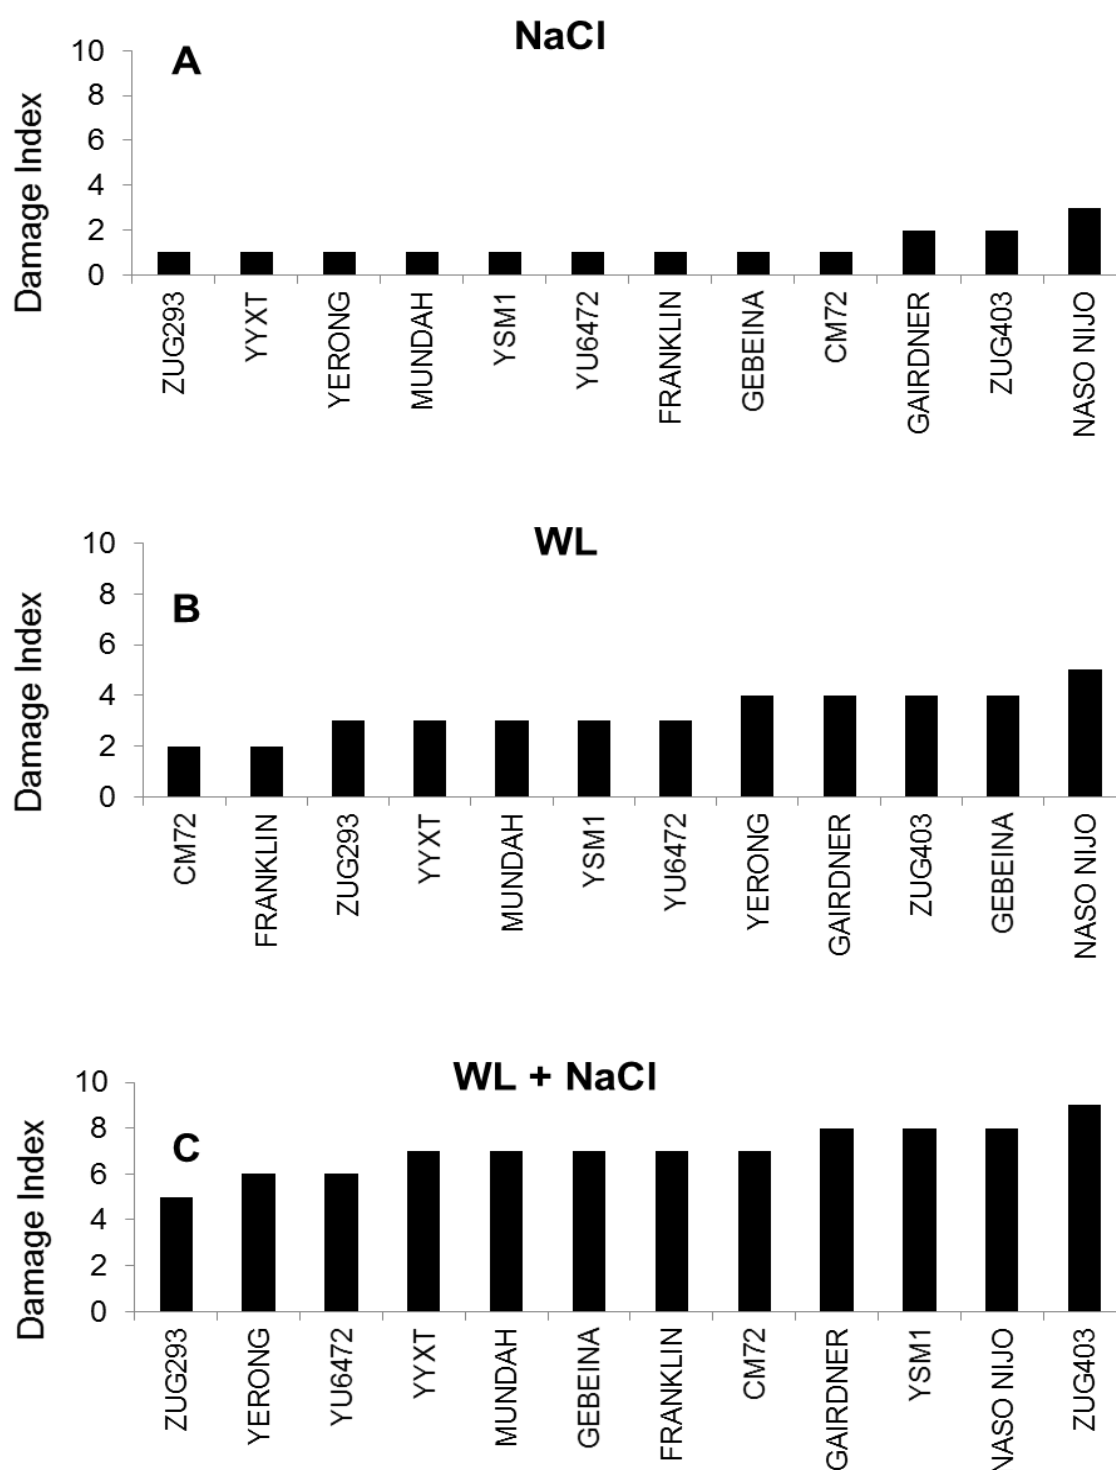 NaCl
A
Damage Index
10
8
6
4
2
0
ZUG293
YYXT
YERONG
MUNDAH
YSM1
YU6472
FRANKLIN
GEBEINA
CM72
GAIRDNER
ZUG403
NASO NIJO
WL
B
Damage Index
10
8
6
4
2
0
CM72
FRANKLIN
ZUG293
YYXT
MUNDAH
YSM1
YU6472
YERONG
GAIRDNER
ZUG403
GEBEINA
NASO NIJO
WL + NaCl
C
Damage Index
10
8
6
4
2
0
ZUG293
YERONG
YU6472
YYXT
MUNDAH
GEBEINA
FRANKLIN
CM72
GAIRDNER
YSM1
NASO NIJO
ZUG403